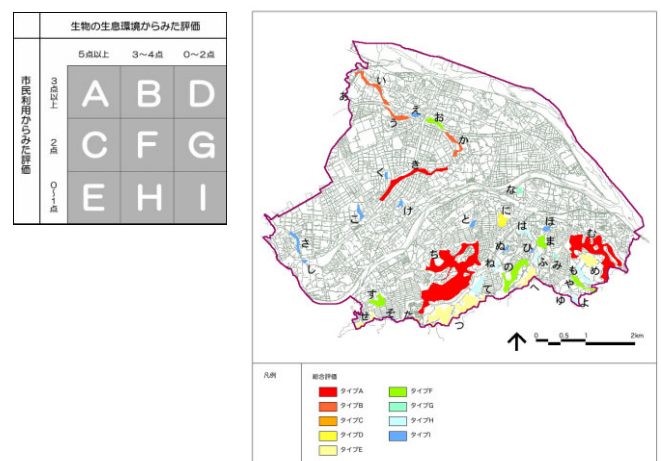 生物の生息環境からみた評価
5点以上 3〜4点 0〜2点
市民利用からみた評価
3点以上 A B D
2点 C F G
0〜1点 E H I
い
あ
え
う
お
か
き
く
け
こ
な
に
と
は
ほ
む
さ
ぬ
ひ
ま
ち
し
ね
の
ふ
み
も
め
て
や
す
へ
ゆ
よ
せ
そ
た
つ
0 0.5 1 2km
凡例 総合評価
タイプA タイプF
タイプB タイプG
タイプC タイプH
タイプD タイプI
タイプE